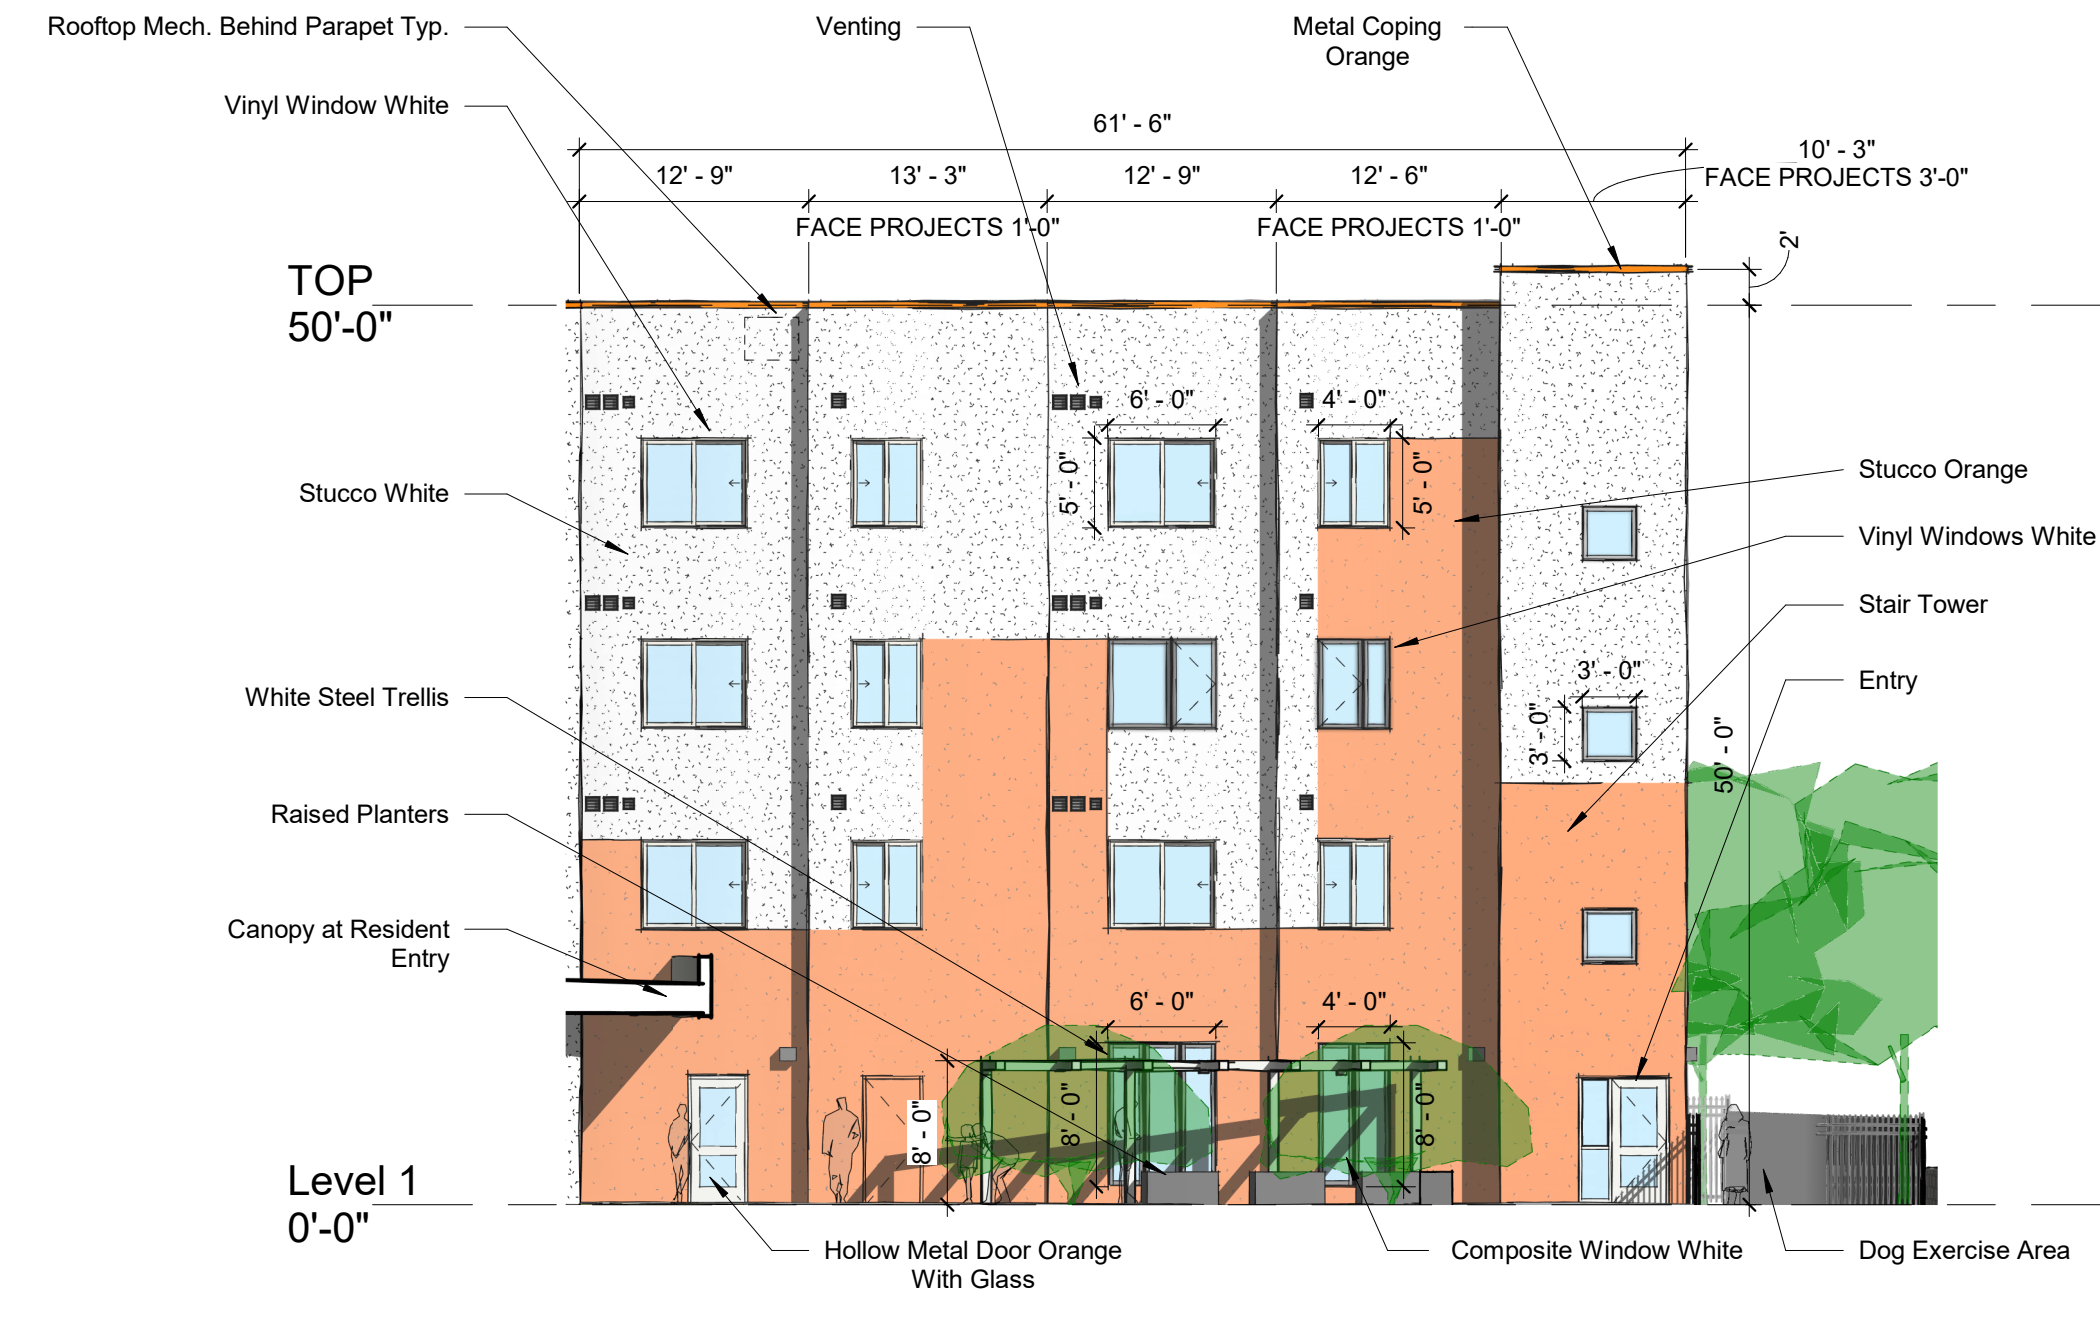 Rooftop Mech. Behind Parapet Typ.
Venting
Metal Coping
Orange
Vinyl Window White
61' - 6"
10' - 3"
FACE PROJECTS 3'-0"
12' - 9"
13' - 3"
12' - 9"
12' - 6"
FACE PROJECTS 1'-0"
FACE PROJECTS 1'-0"
2'
TOP
50'-0"
6' - 0"
4' - 0"
5' - 0"
5' - 0"
Stucco White
Stucco Orange
Vinyl Windows White
Stair Tower
White Steel Trellis
3' - 0"
3' - 0"
Entry
50' - 0"
Raised Planters
Canopy at Resident
Entry
6' - 0"
4' - 0"
8' - 0"
8' - 0"
8' - 0"
Level 1
0'-0"
Hollow Metal Door Orange
With Glass
Composite Window White
Dog Exercise Area